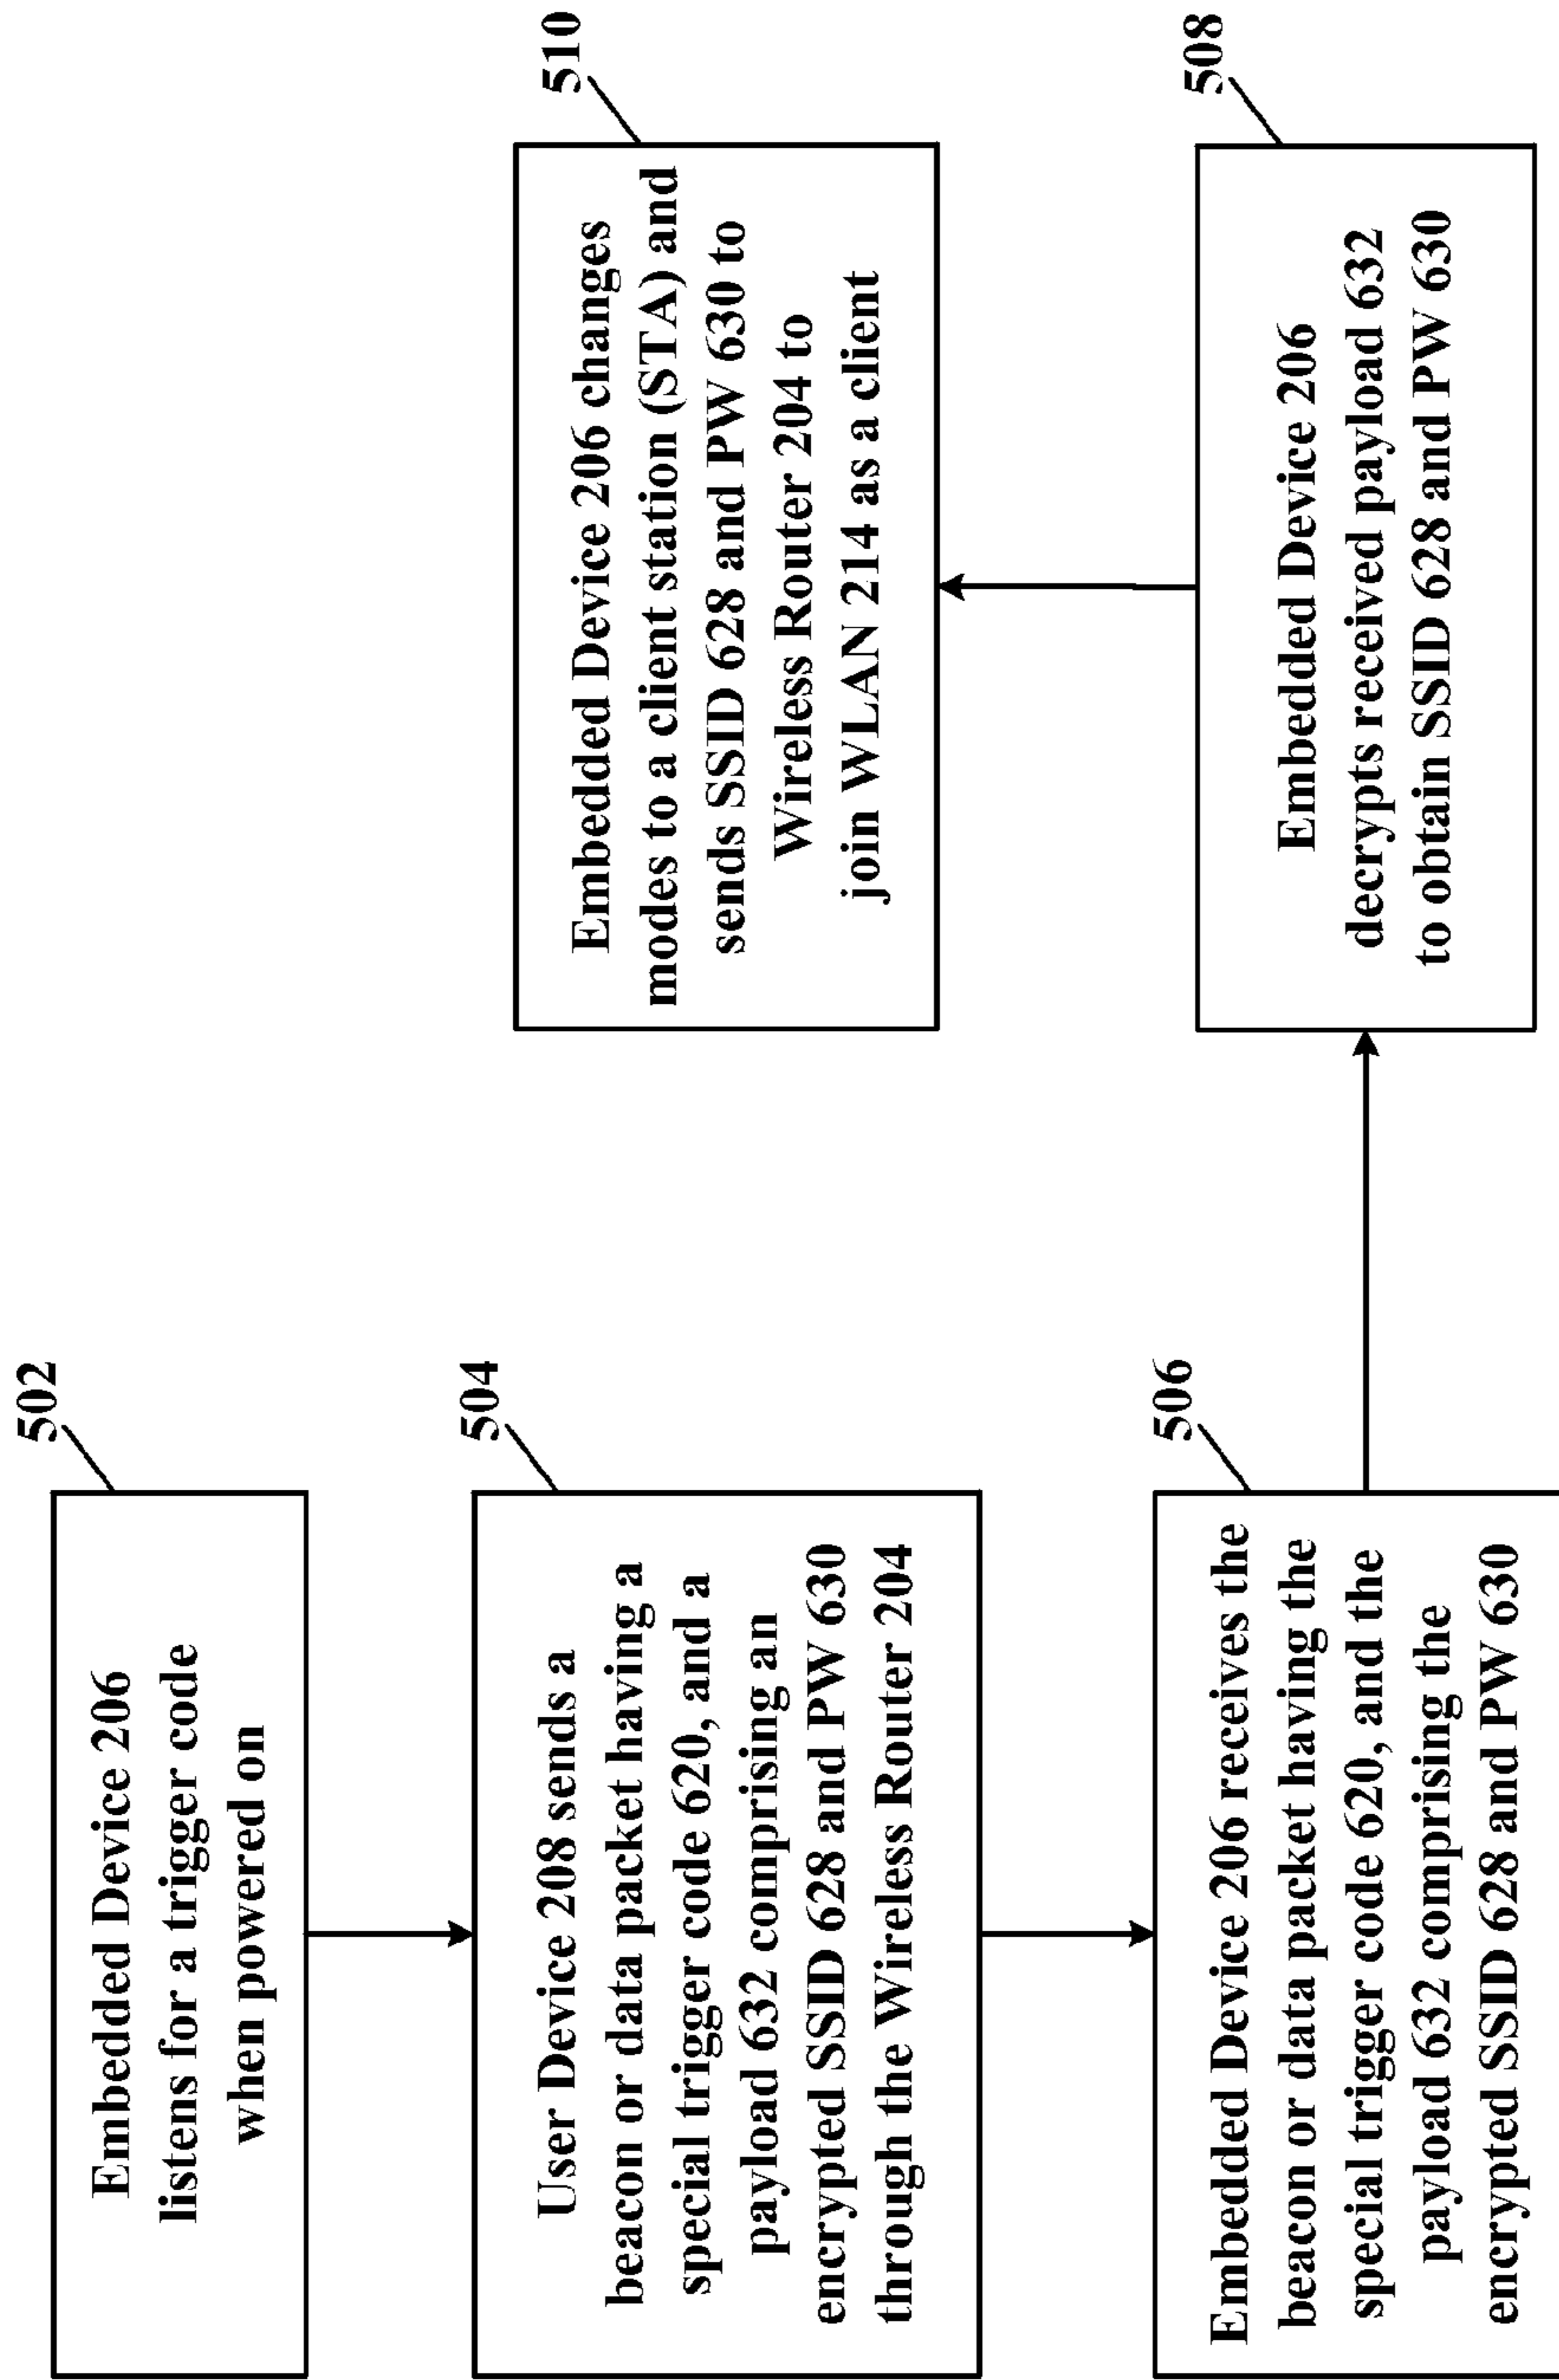 502
Embedded Device 206
listens for a trigger code
when powered on
504
User Device 208 sends a
beacon or data packet having a
special trigger code 620, and a
payload 632 comprising an
encrypted SSID 628 and PW 630
through the Wireless Router 204
506
Embedded Device 206 receives the
beacon or data packet having the
special trigger code 620, and the
payload 632 comprising the
encrypted SSID 628 and PW 630
508
Embedded Device 206
decrypts received payload 632
to obtain SSID 628 and PW 630
510
Embedded Device 206 changes
modes to a client station (STA) and
sends SSID 628 and PW 630 to
Wireless Router 204 to
join WLAN 214 as a client